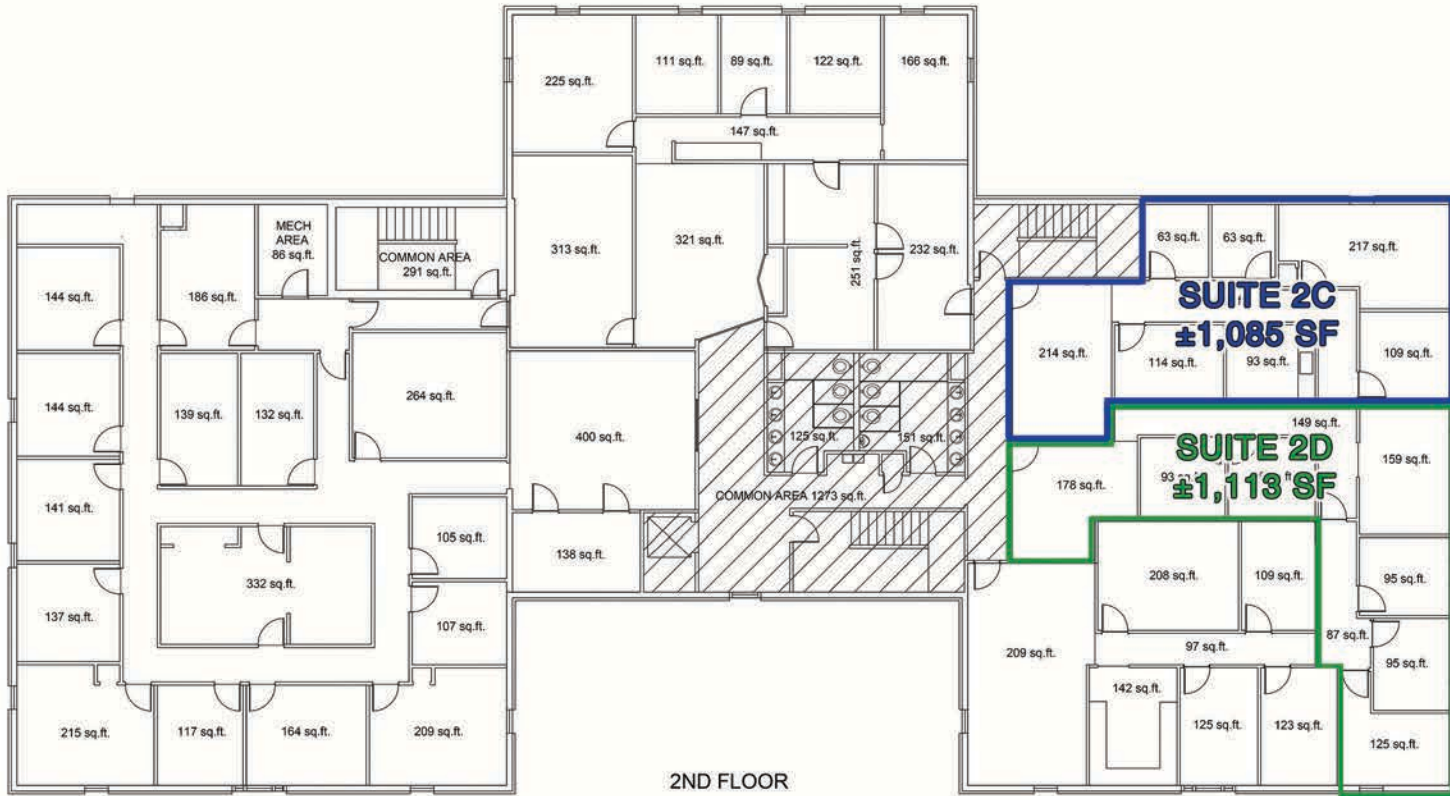 225 sq.ft.
111 sq.ft.
89 sq.ft.
122 sq.ft.
166 sq.ft.
147 sq.ft.
MECH
AREA
86 sq.ft.
COMMON AREA
291 sq.ft.
313 sq.ft.
321 sq.ft.
251 sq.ft.
232 sq.ft.
63 sq.ft.
63 sq.ft.
217 sq.ft.
144 sq.ft.
186 sq.ft.
SUITE 2C
±1,085 SF
214 sq.ft.
114 sq.ft.
93 sq.ft.
109 sq.ft.
144 sq.ft.
139 sq.ft.
132 sq.ft.
264 sq.ft.
400 sq.ft.
125 sq.ft.
151 sq.ft.
149 sq.ft.
SUITE 2D
±1,113 SF
159 sq.ft.
178 sq.ft.
93 sq.ft.
COMMON AREA 1273 sq.ft.
141 sq.ft.
105 sq.ft.
138 sq.ft.
332 sq.ft.
208 sq.ft.
109 sq.ft.
95 sq.ft.
137 sq.ft.
107 sq.ft.
87 sq.ft.
209 sq.ft.
97 sq.ft.
95 sq.ft.
142 sq.ft.
215 sq.ft.
117 sq.ft.
164 sq.ft.
209 sq.ft.
125 sq.ft.
123 sq.ft.
125 sq.ft.
2ND FLOOR